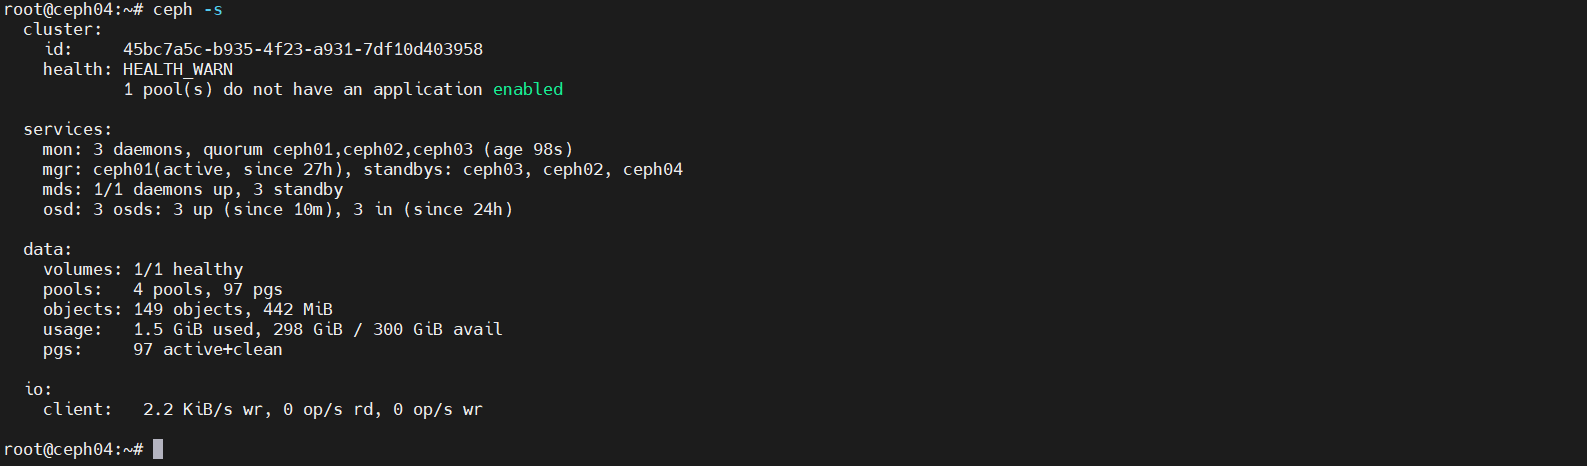 root@ceph04:~# ceph -s
  cluster:
    id:     45bc7a5c-b935-4f23-a931-7df10d403958
    health: HEALTH_WARN
            1 pool(s) do not have an application enabled

  services:
    mon: 3 daemons, quorum ceph01,ceph02,ceph03 (age 98s)
    mgr: ceph01(active, since 27h), standbys: ceph03, ceph02, ceph04
    mds: 1/1 daemons up, 3 standby
    osd: 3 osds: 3 up (since 10m), 3 in (since 24h)

  data:
    volumes: 1/1 healthy
    pools:   4 pools, 97 pgs
    objects: 149 objects, 442 MiB
    usage:   1.5 GiB used, 298 GiB / 300 GiB avail
    pgs:     97 active+clean

  io:
    client:   2.2 KiB/s wr, 0 op/s rd, 0 op/s wr

root@ceph04:~#